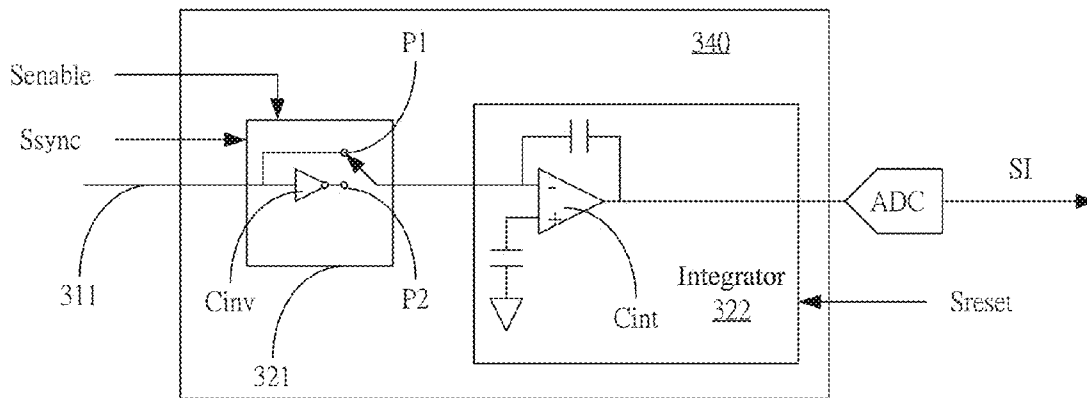 340
P1
Senable
Ssync
SI
ADC
-
+
311
Cinv
P2
Integrator
322
Cint
Sreset
321